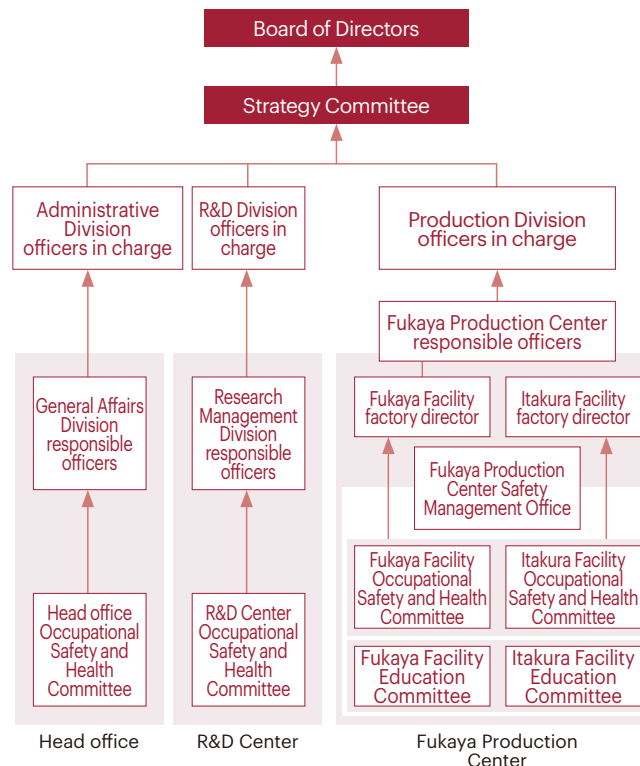 Board of Directors
Strategy Committee
Administrative
Division
officers in charge
R&D Division
officers in
charge
Production Division
officers in charge
Fukaya Production Center
responsible officers
General Affairs
Division
responsible
officers
Research
Management
Division
responsible
officers
Fukaya Facility
factory director
Itakura Facility
factory director
Fukaya Production
Center Safety
Management Office
Head office
Occupational
Safety and
Health
Committee
R&D Center
Occupational
Safety and
Health
Committee
Fukaya Facility
Occupational
Safety and Health
Committee
Itakura Facility
Occupational
Safety and Health
Committee
Fukaya Facility
Education
Committee
Itakura Facility
Education
Committee
Head office
R&D Center
Fukaya Production
Center